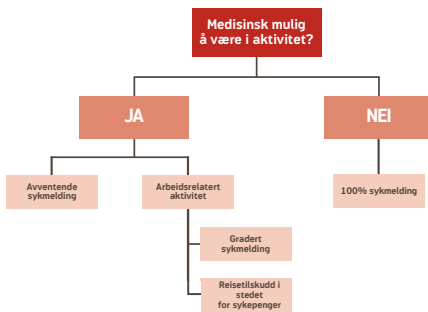 Medisinsk mulig
å være i aktivitet?
JA
NEI
Avventende
sykmelding
Arbeidsrelatert
aktivitet
100% sykmelding
Gradert
sykmelding
Reisetilskudd i
stedet
for sykepenger